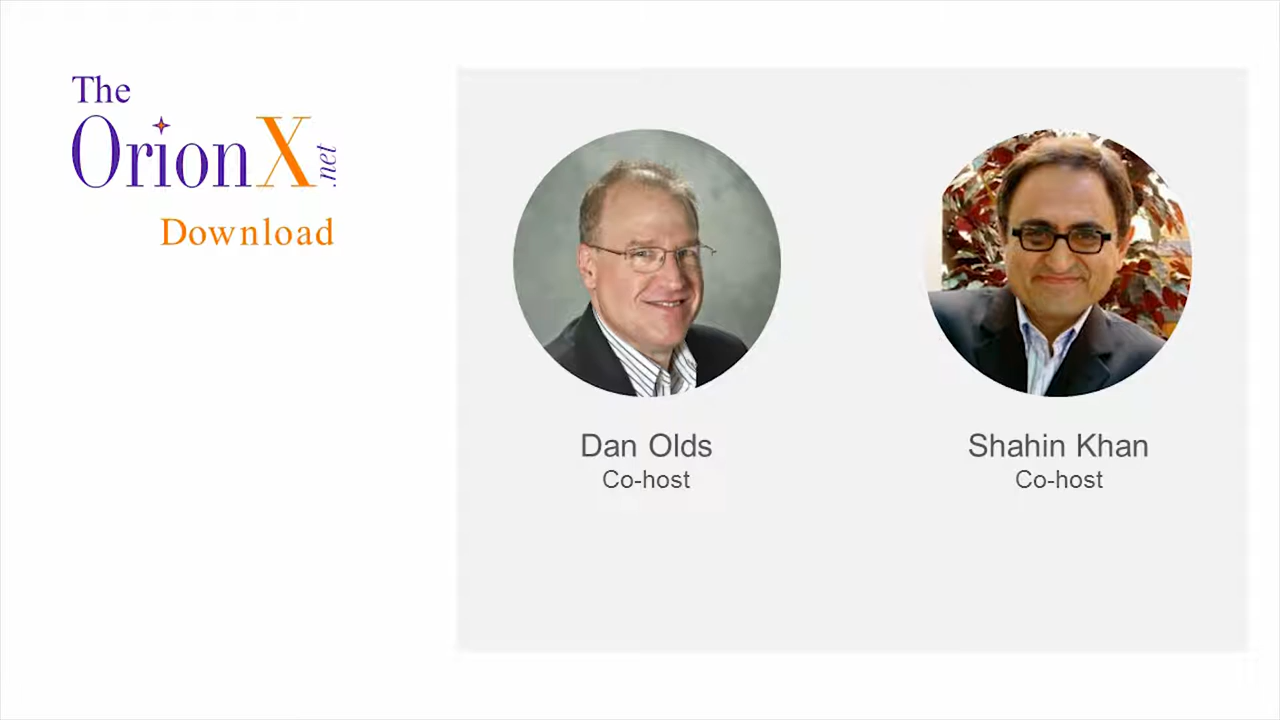 The
OrionX.net
Download
Dan Olds
Co-host
Shahin Khan
Co-host